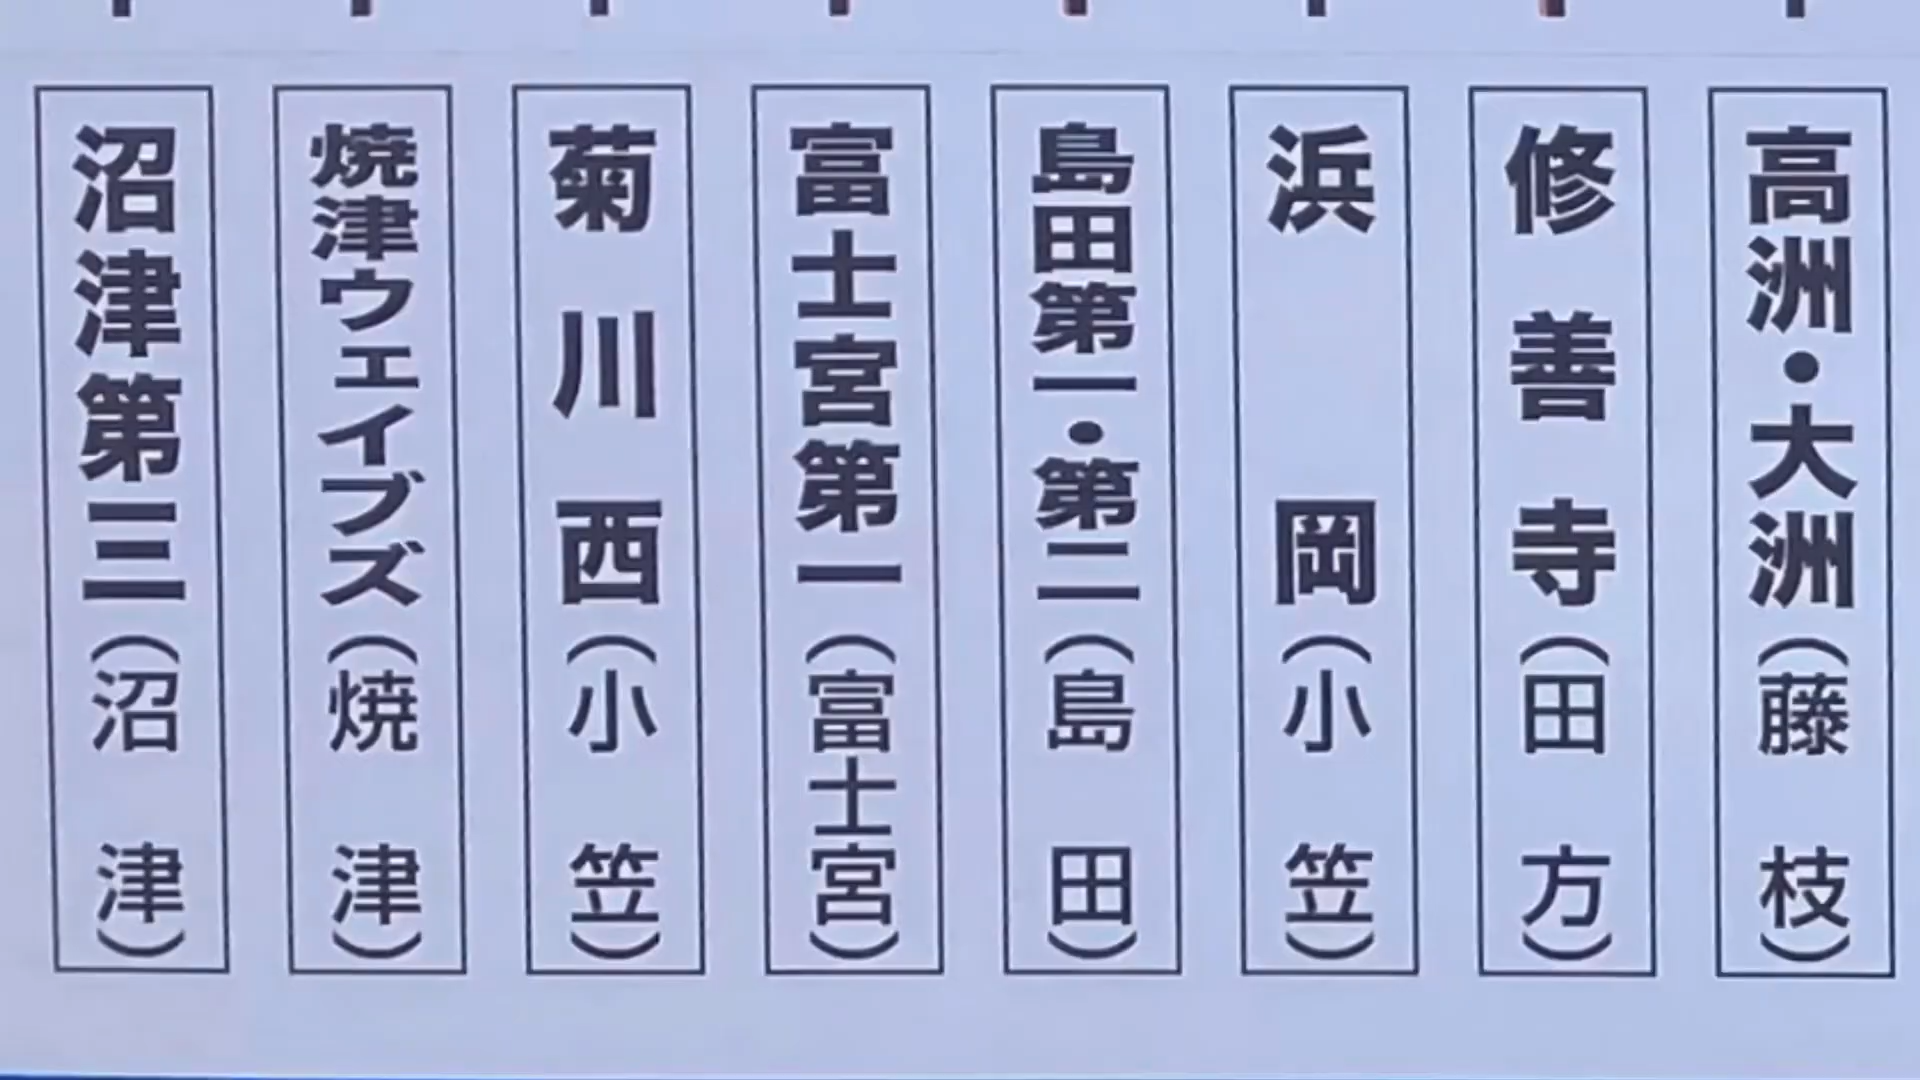 高洲・大洲（藤枝）
修善寺（田方）
浜岡（小笠）
島田第一・第二（島田）
富士宮第一（富士宮）
菊川西（小笠）
焼津ウェイブズ（焼津）
沼津第三（沼津）